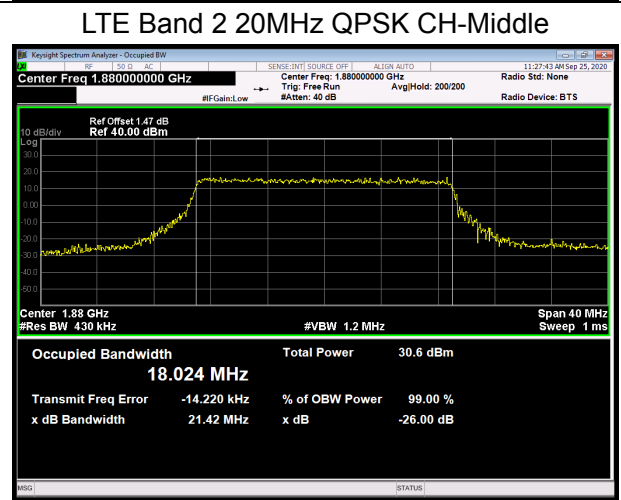 LTE Band 2 20MHz QPSK CH-Middle
Keysight Spectrum Analyzer - Occupied BW
RF 50 Ω AC SENSE:INT SOURCE OFF ALIGN AUTO 11:27:43 AM Sep 25, 2020
Center Freq 1.880000000 GHz Center Freq: 1.880000000 GHz Radio Std: None
Trig: Free Run Avg|Hold: 200/200
#IFGain:Low #Atten: 40 dB Radio Device: BTS
Ref Offset 1.47 dB
10 dB/div Ref 40.00 dBm
Log
30.0
20.0
10.0
0.00
-10.0
-20.0
-30.0
-40.0
-50.0
Center 1.88 GHz Span 40 MHz
#Res BW 430 kHz #VBW 1.2 MHz Sweep 1 ms
Occupied Bandwidth Total Power 30.6 dBm
18.024 MHz
Transmit Freq Error -14.220 kHz % of OBW Power 99.00 %
x dB Bandwidth 21.42 MHz x dB -26.00 dB
MSG STATUS